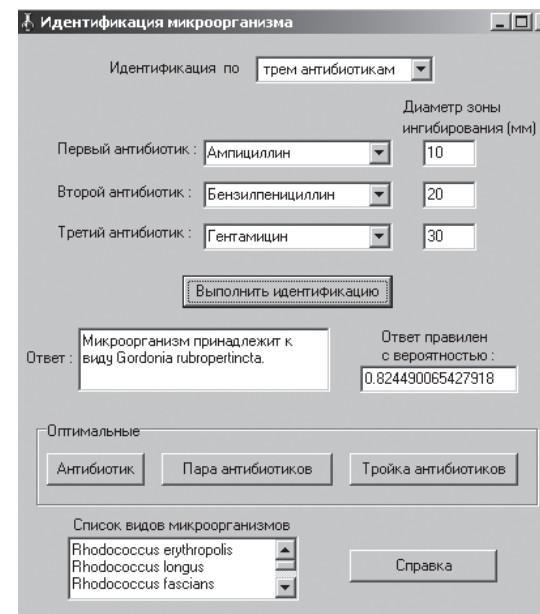 Идентификация микроорганизма
Идентификация по трем антибиотикам
Диаметр зоны
ингибирования (мм)
Первый антибиотик : Ампициллин 10
Второй антибиотик : Бензилпенициллин 20
Третий антибиотик : Гентамицин 30
Выполнить идентификацию
Ответ : Микроорганизм принадлежит к
виду Gordonia rubropertincta.
Ответ правилен
с вероятностью :
0.824490065427918
Оптимальные
Антибиотик Пара антибиотиков Тройка антибиотиков
Список видов микроорганизмов
Rhodococcus erythropolis
Rhodococcus longus
Rhodococcus fascians
Справка